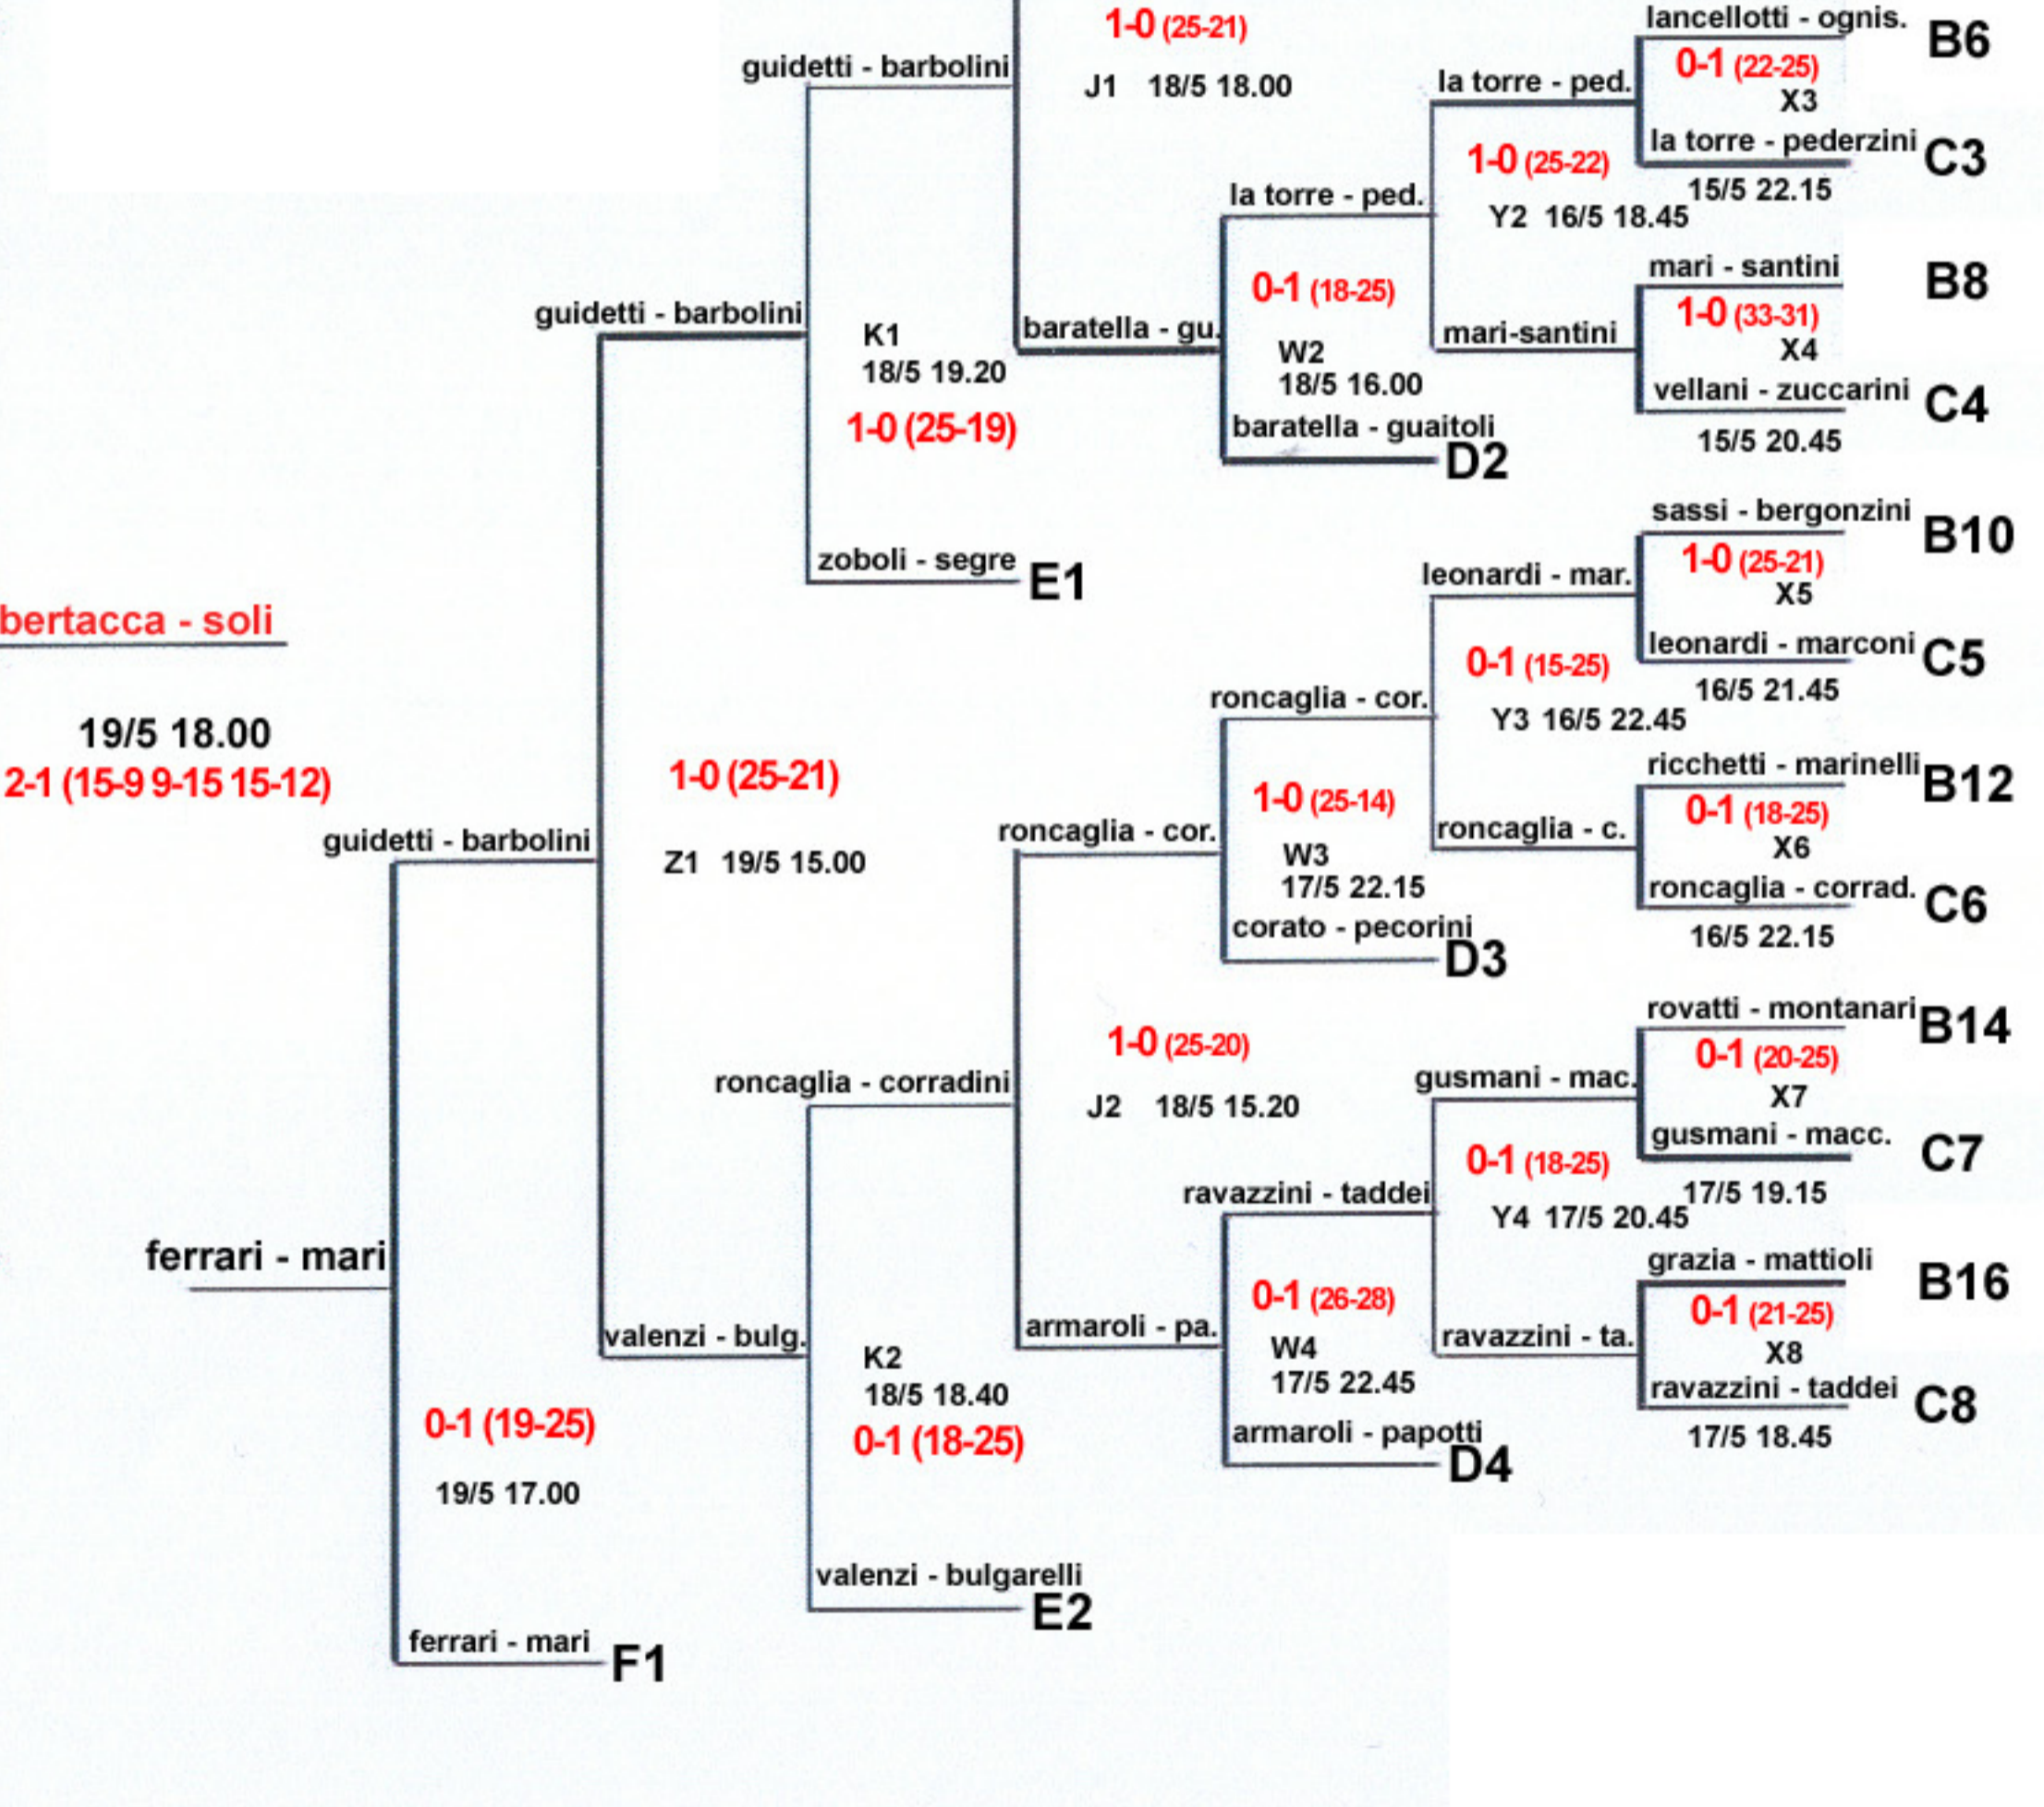 1-0 (25-21)
lancellotti - ognis.
B6
guidetti - barbolini
J1 18/5 18.00
la torre - ped.
0-1 (22-25)
X3
la torre - pederzini
C3
1-0 (25-22)
15/5 22.15
la torre - ped.
Y2 16/5 18.45
mari - santini
B8
0-1 (18-25)
1-0 (33-31)
guidetti - barbolini
K1
18/5 19.20
baratella - gu.
mari-santini
X4
W2
18/5 16.00
vellani - zuccarini
C4
1-0 (25-19)
baratella - guaitoli
D2
15/5 20.45
sassi - bergonzini
B10
zoboli - segre
E1
leonardi - mar.
1-0 (25-21)
X5
bertacca - soli
0-1 (15-25)
leonardi - marconi
C5
16/5 21.45
19/5 18.00
2-1 (15-9 9-15 15-12)
roncaglia - cor.
Y3 16/5 22.45
1-0 (25-21)
ricchetti - marinelli
B12
1-0 (25-14)
0-1 (18-25)
guidetti - barbolini
Z1 19/5 15.00
roncaglia - cor.
W3
17/5 22.15
roncaglia - c.
X6
roncaglia - corrad.
C6
corato - pecorini
D3
16/5 22.15
rovatti - montanari
B14
1-0 (25-20)
0-1 (20-25)
roncaglia - corradini
J2 18/5 15.20
gusmani - mac.
X7
gusmani - macc.
C7
0-1 (18-25)
17/5 19.15
ravazzini - taddei
Y4 17/5 20.45
ferrari - mari
grazia - mattioli
B16
0-1 (26-28)
0-1 (21-25)
valenzi - bulg.
K2
18/5 18.40
armaroli - pa.
W4
17/5 22.45
ravazzini - ta.
X8
ravazzini - taddei
C8
0-1 (19-25)
0-1 (18-25)
armaroli - papotti
D4
17/5 18.45
19/5 17.00
valenzi - bulgarelli
E2
ferrari - mari
F1